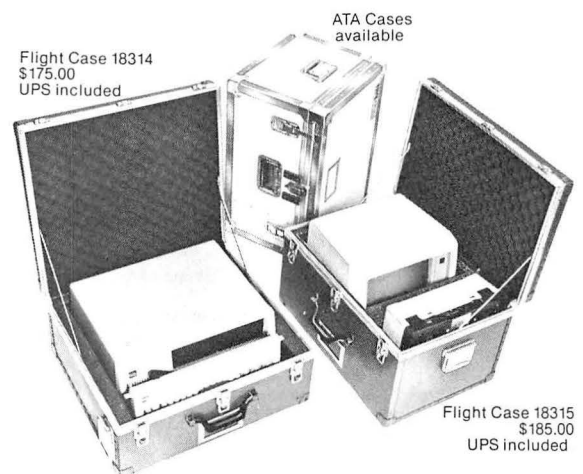 ATA Cases
available
Flight Case 18314
$175.00
UPS included
Flight Case 18315
$185.00
UPS included